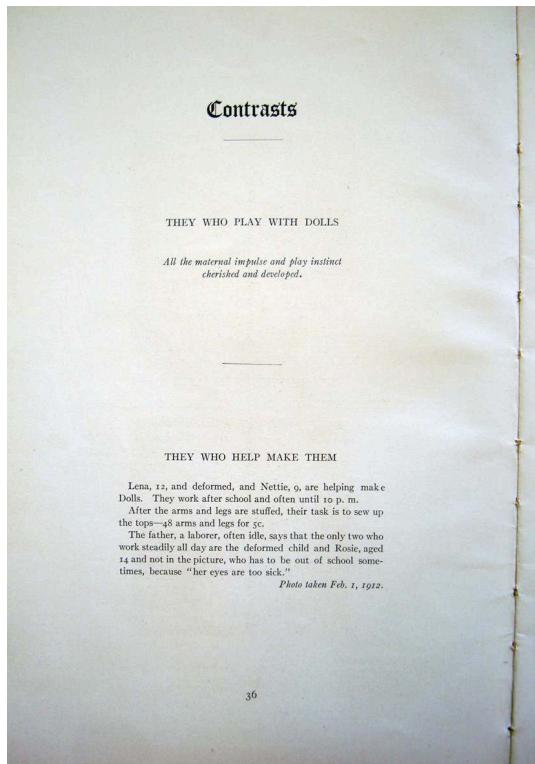 Contrasts
THEY WHO PLAY WITH DOLLS
All the maternal impulse and play instinct
cherished and developed.
THEY WHO HELP MAKE THEM
Lena, 12, and deformed, and Nettie, 9, are helping make
Dolls. They work after school and often until 10 p. m.
After the arms and legs are stuffed, their task is to sew up
the tops—48 arms and legs for 5c.
The father, a laborer, often idle, says that the only two who
work steadily all day are the deformed child and Rosie, aged
14 and not in the picture, who has to be out of school some-
times, because "her eyes are too sick."
Photo taken Feb. 1, 1912.
36